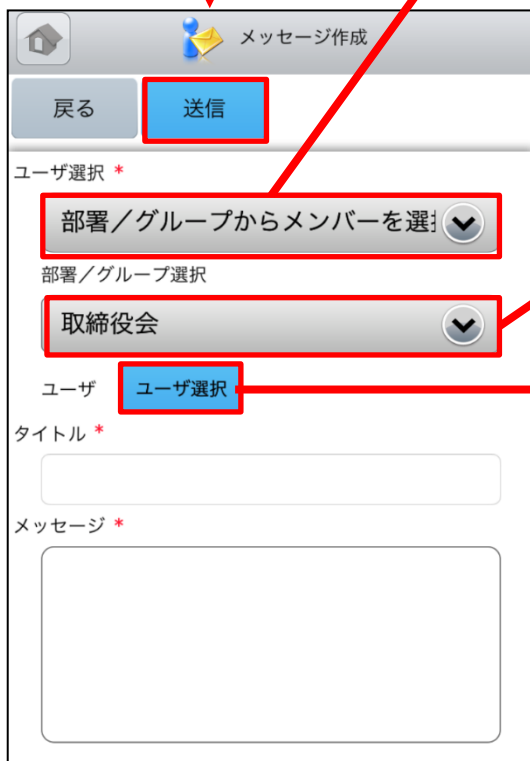 メッセージ作成
戻る 送信
ユーザ選択 *
部署／グループからメンバーを選
部署／グループ選択
取締役会
ユーザ ユーザ選択
タイトル *
メッセージ *